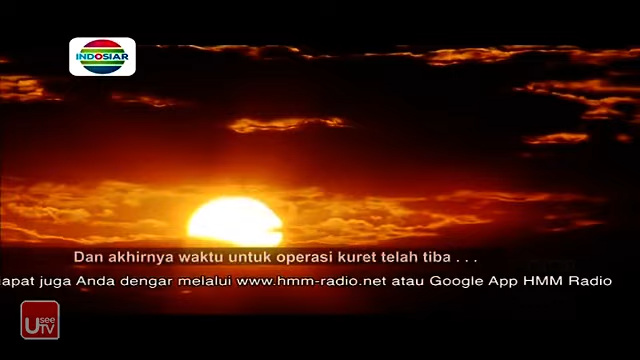 INDOSIAR
Dan akhirnya waktu untuk operasi kuret telah tiba . . .
apat juga Anda dengar melalui www.hmm-radio.net atau Google App HMM Radio
Usee
TV